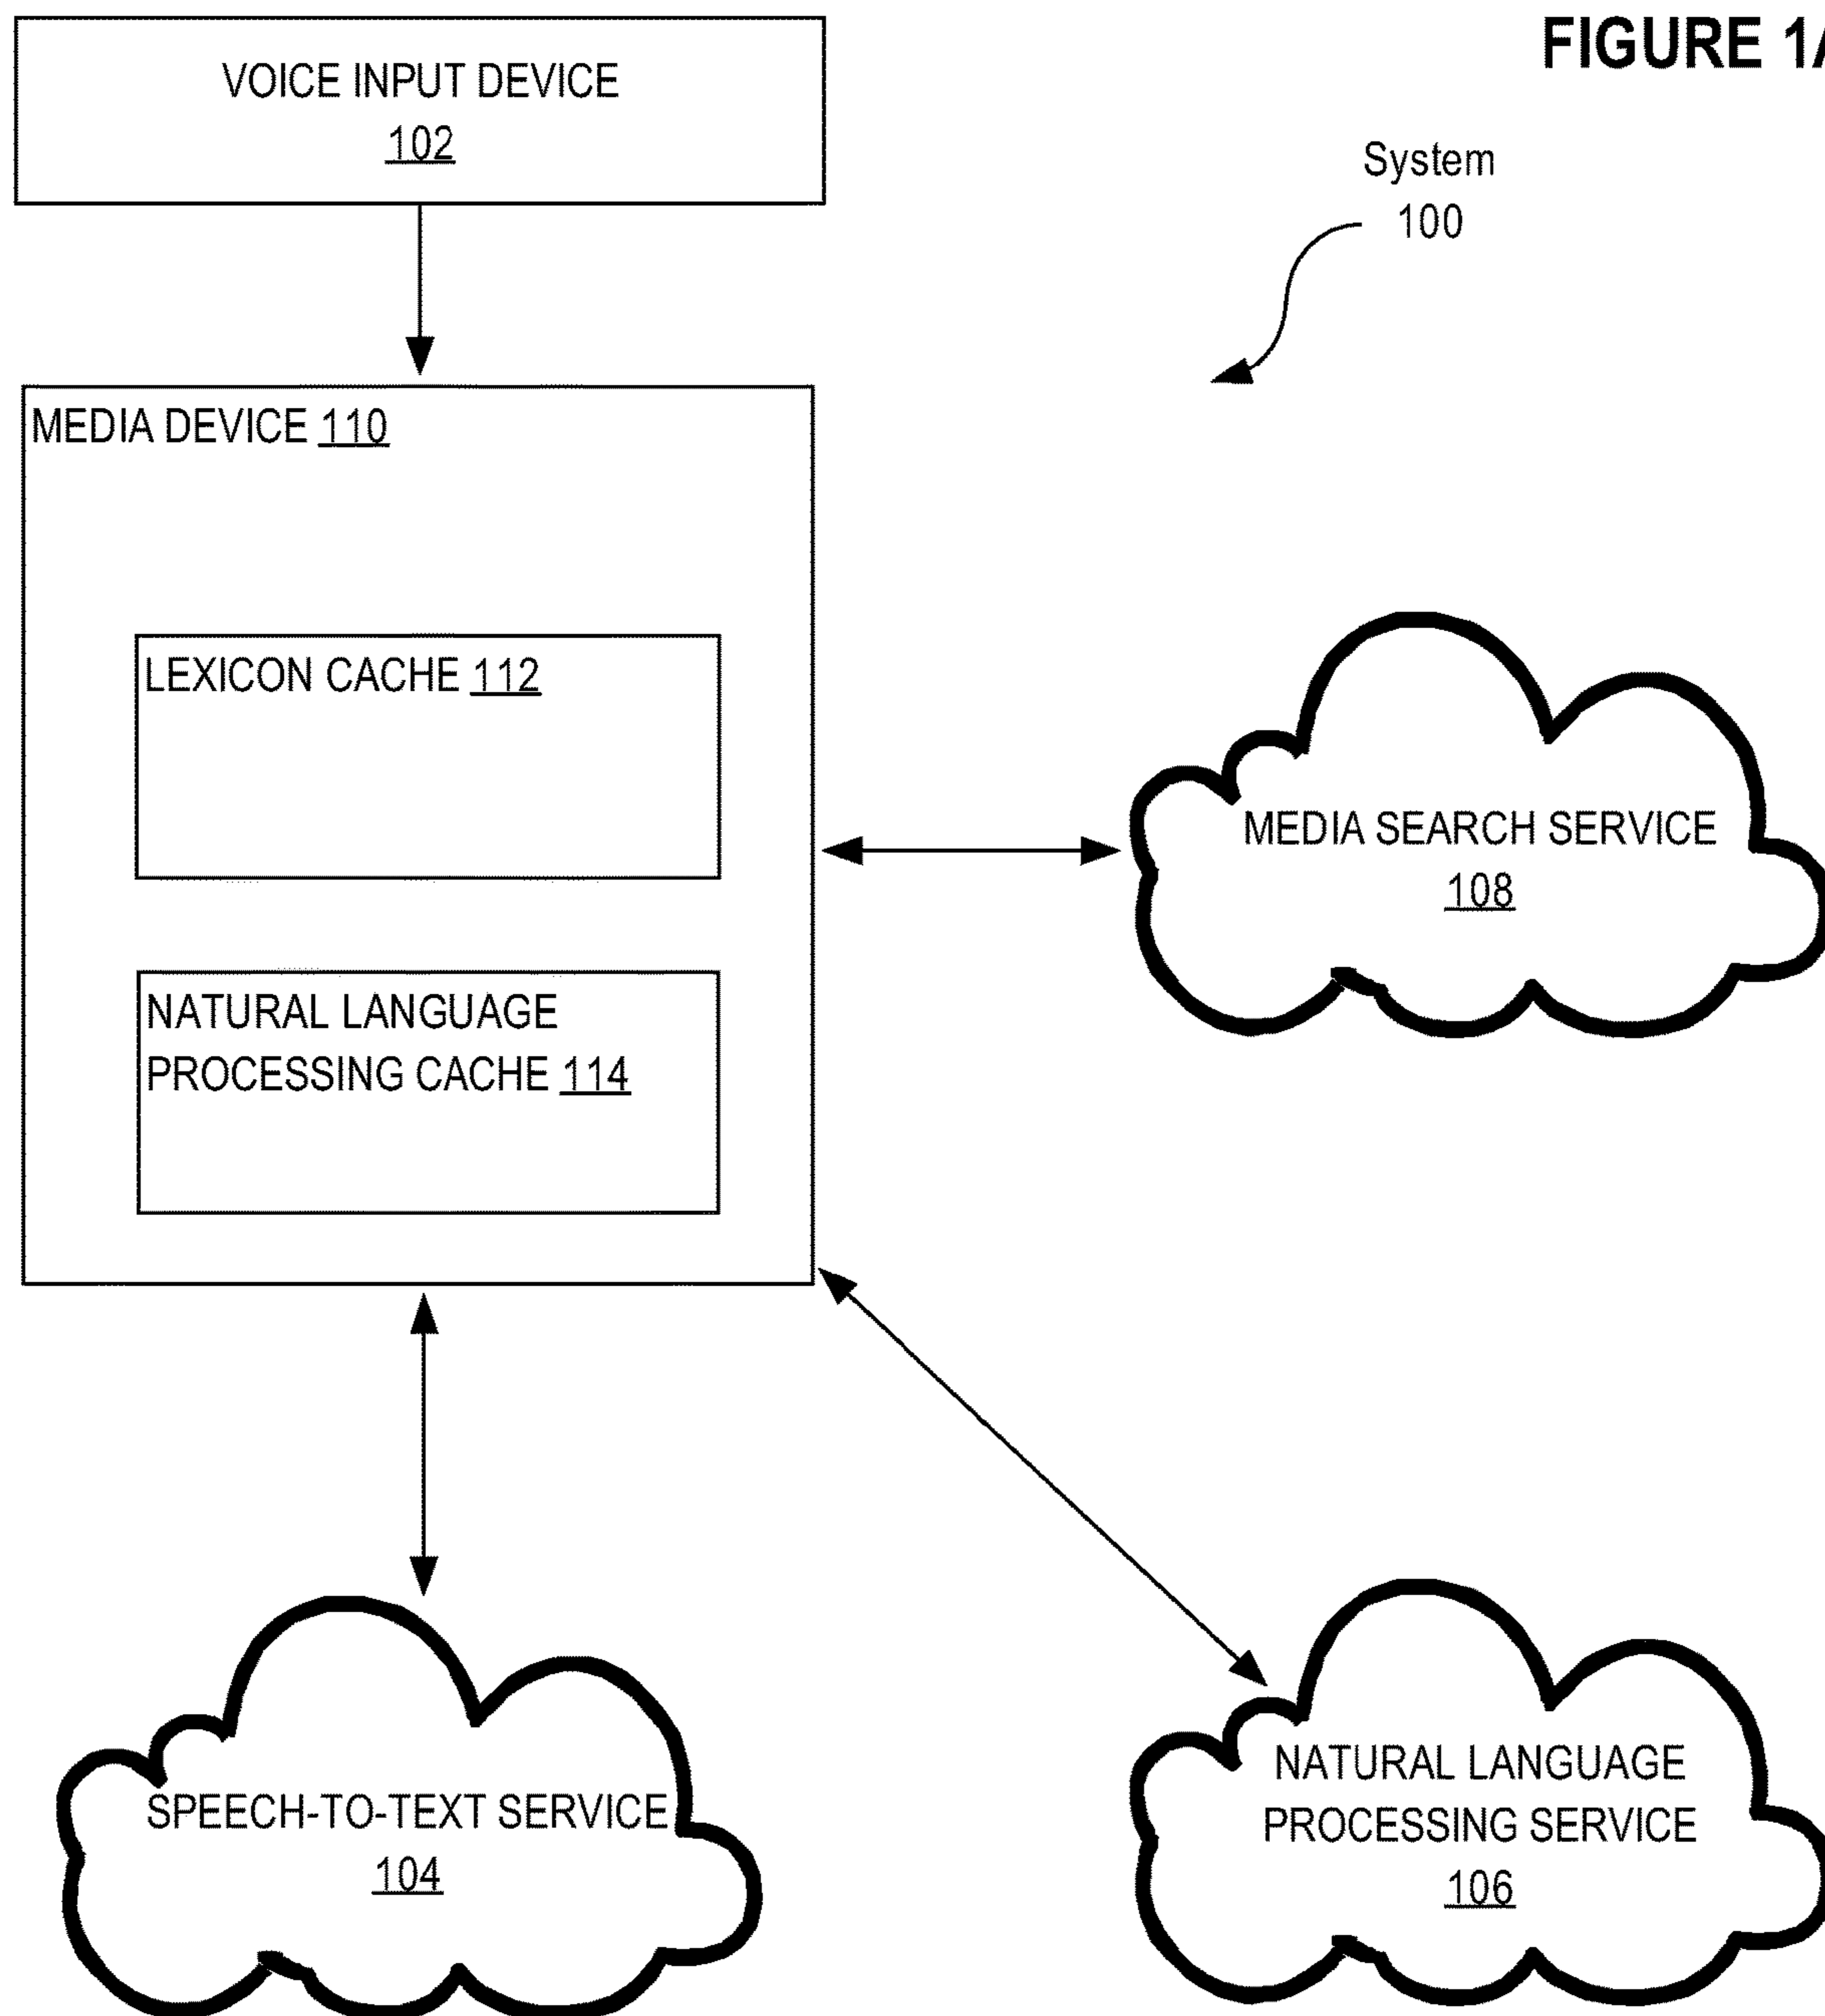 FIGURE 1A
VOICE INPUT DEVICE
102
System
100
MEDIA DEVICE 110
LEXICON CACHE 112
MEDIA SEARCH SERVICE
108
NATURAL LANGUAGE
PROCESSING CACHE 114
SPEECH-TO-TEXT SERVICE
104
NATURAL LANGUAGE
PROCESSING SERVICE
106